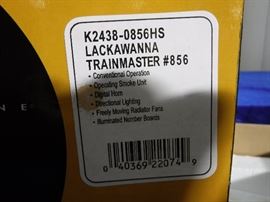 K2438-0856HS
LACKAWANNA
TRAINMASTER #856
• Conventional Operation
• Operating Smoke Unit
• Digital Horn
• Directional Lighting
• Freely Moving Radiator Fans
• Illuminated Number Boards
0 40369 22074 9
N E